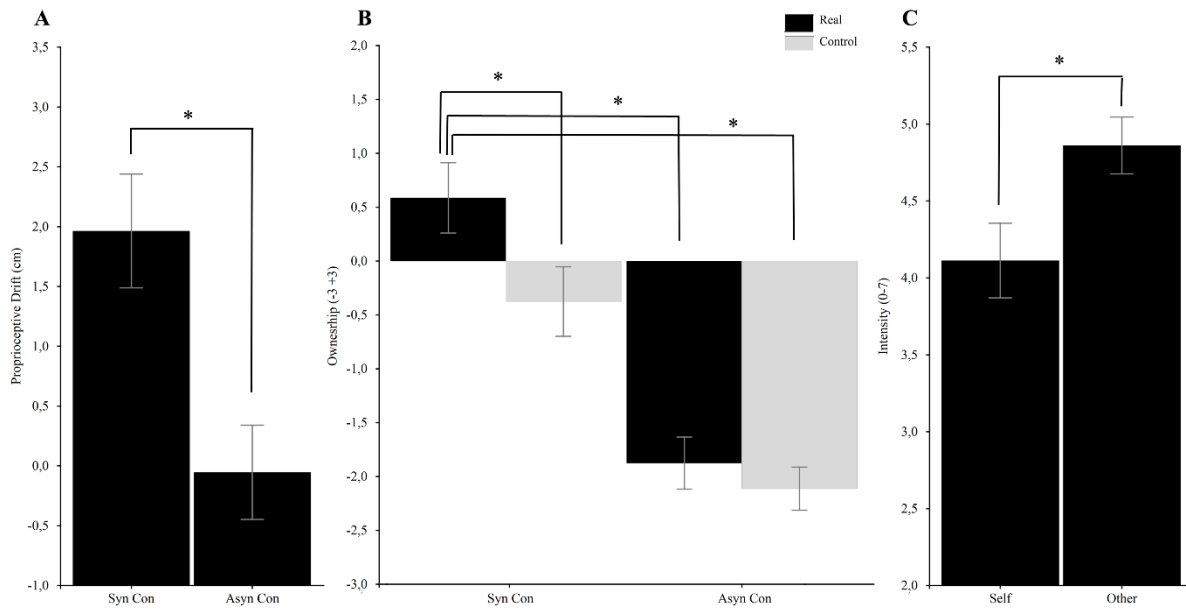 A
3,5
3,0
2,5
2,0
1,5
1,0
0,5
0,0
-0,5
-1,0
Proprioceptive Drift (cm)
*
Syn Con
Asyn Con
B
Real
Control
2,0
1,5
1,0
0,5
0,0
-0,5
-1,0
-1,5
-2,0
-2,5
-3,0
Ownesrhip (-3 +3)
*
*
*
Syn Con
Asyn Con
C
5,5
5,0
4,5
4,0
3,5
3,0
2,5
2,0
Intensity (0-7)
*
Self
Other